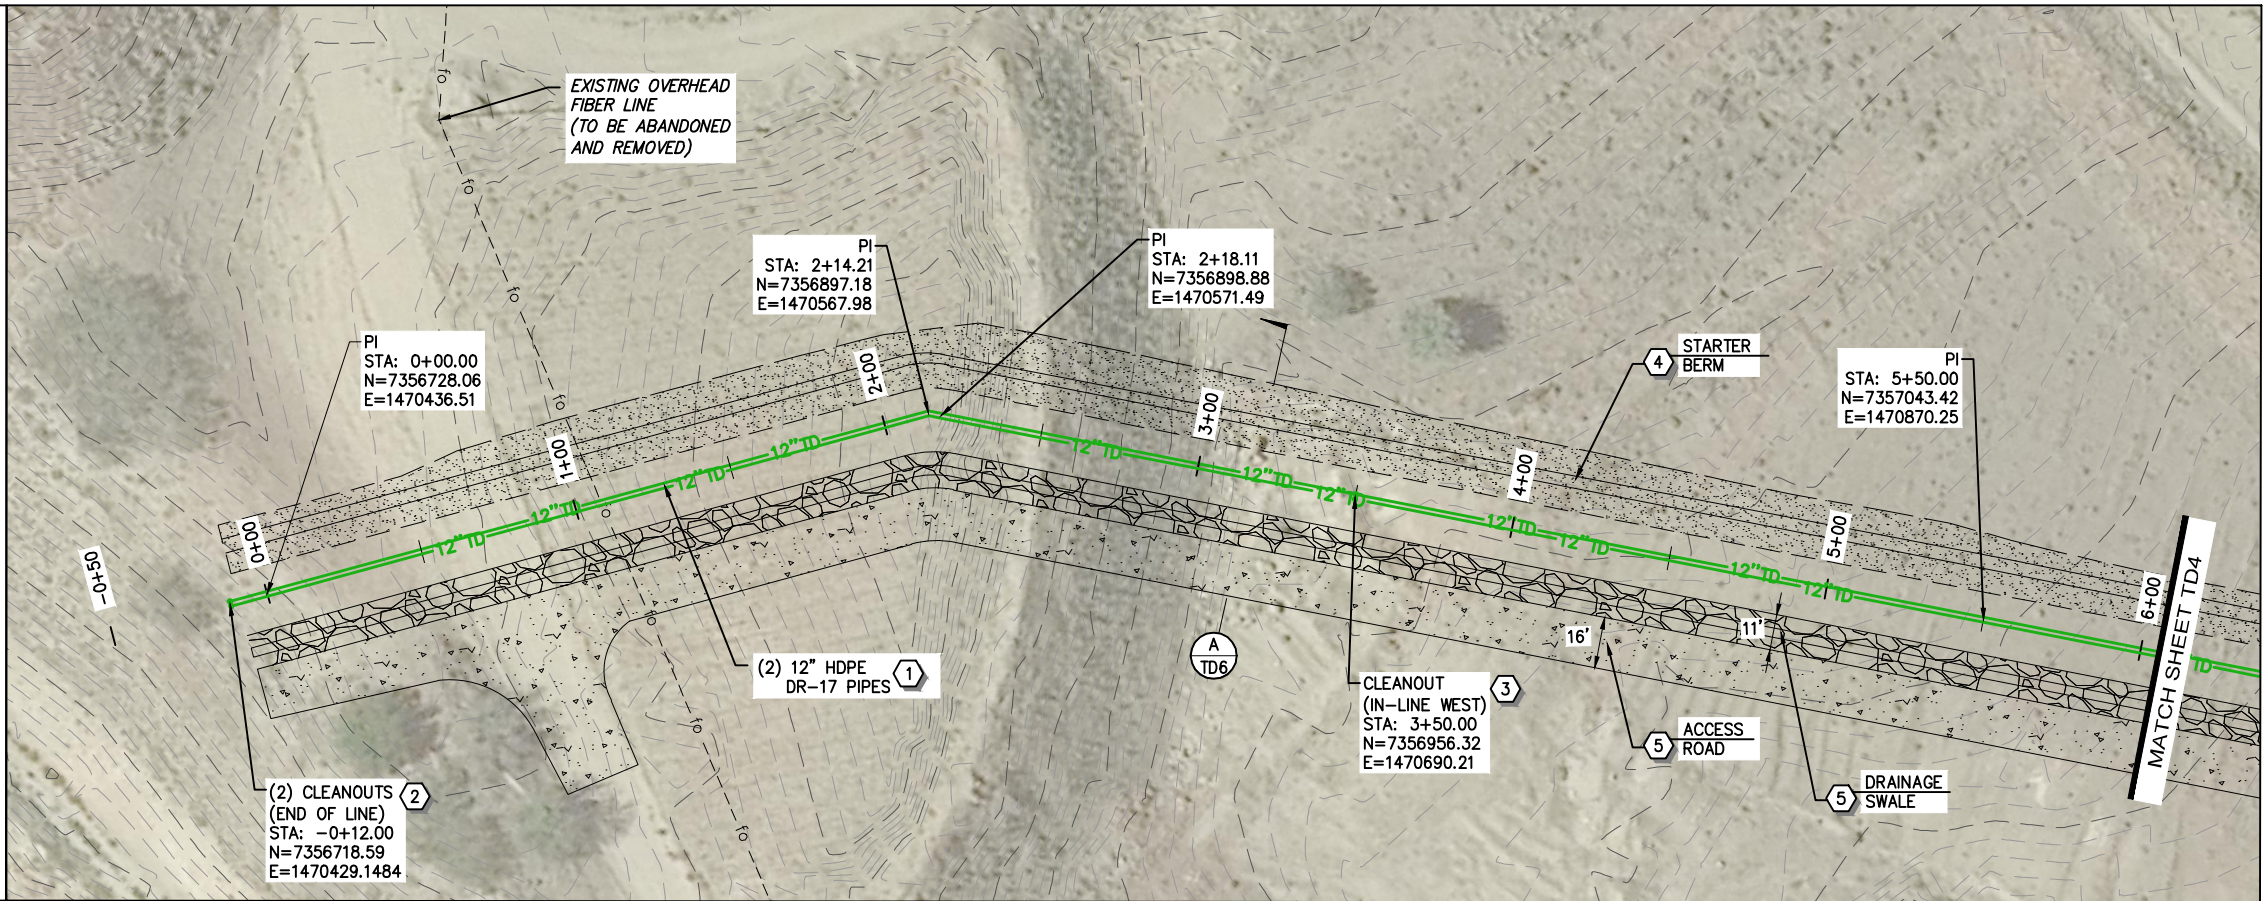 fo
EXISTING OVERHEAD
FIBER LINE
(TO BE ABANDONED
AND REMOVED)
fo
fo
fo
PI
STA: 2+14.21
N=7356897.18
E=1470567.98
PI
STA: 2+18.11
N=7356898.88
E=1470571.49
PI
STA: 0+00.00
N=7356728.06
E=1470436.51
4
STARTER
BERM
PI
STA: 5+50.00
N=7357043.42
E=1470870.25
-0+50
0+00
1+00
2+00
3+00
4+00
5+00
6+00
12"TD
12"TD
12"TD
12"TD
12"TD
12"TD
12"TD
12"TD
12"TD
12"TD
12"TD
TD
fo
fo
fo
fo
(2) 12" HDPE
DR-17 PIPES
1
A
TD6
16'
11'
CLEANOUT
(IN-LINE WEST)
STA: 3+50.00
N=7356956.32
E=1470690.21
3
5
ACCESS
ROAD
5
DRAINAGE
SWALE
MATCH SHEET TD4
(2) CLEANOUTS
(END OF LINE)
STA: -0+12.00
N=7356718.59
E=1470429.1484
2